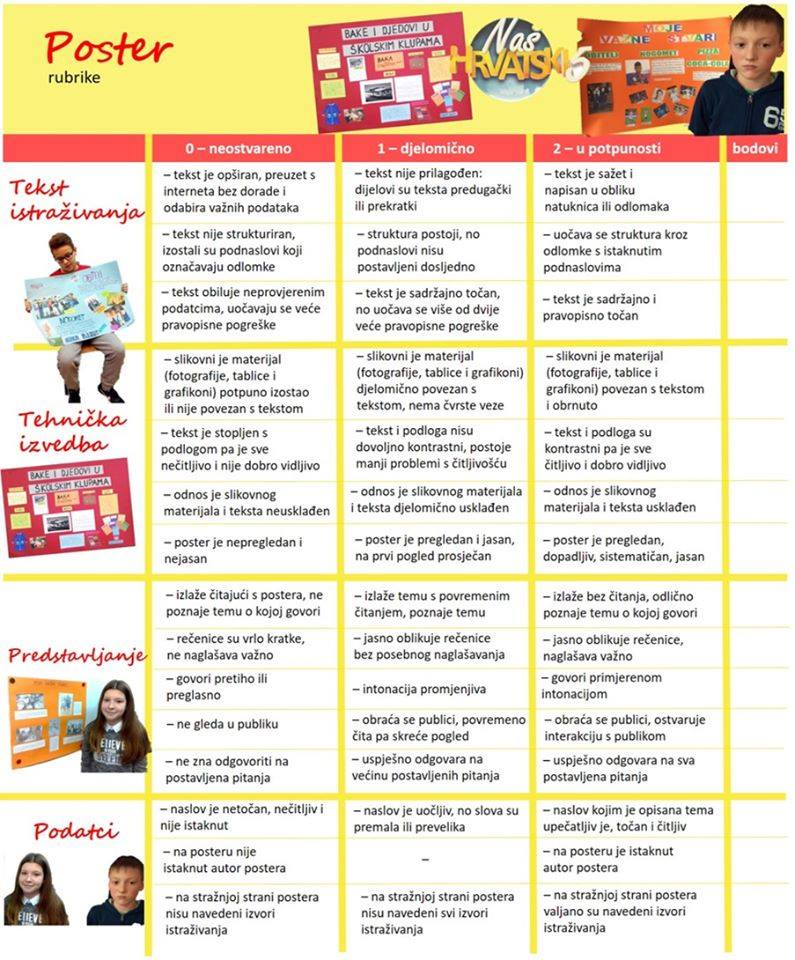 Poster
rubrike
BAKE I DJEDOVI U
ŠKOLSKIM KLUPAMA
Naš
HRVATSKI 5
MOJE
VAŽNE STVARI
OBITELJ
NOGOMET
PIZZA
COCA-COLA
6
0 – neostvareno
1 – djelomično
2 – u potpunosti
bodovi
Tekst
istraživanja
– tekst je opširan, preuzet s
interneta bez dorade i
odabira važnih podataka
– tekst nije prilagođen:
dijelovi su teksta predugački
ili prekratki
– tekst je sažet i
napisan u obliku
natuknica ili odlomaka
– tekst nije strukturiran,
izostali su podnaslovi koji
označavaju odlomke
– struktura postoji, no
podnaslovi nisu
postavljeni dosljedno
– uočava se struktura kroz
odlomke s istaknutim
podnaslovima
– tekst obiluje neprovjerenim
podatcima, uočavaju se veće
pravopisne pogreške
– tekst je sadržajno točan,
no uočava se više od dvije
veće pravopisne pogreške
– tekst je sadržajno i
pravopisno točan
Tehnička
izvedba
BAKE I DJEDOVI U
ŠKOLSKIM KLUPAMA
– slikovni je materijal
(fotografije, tablice i
grafikoni) potpuno izostao
ili nije povezan s tekstom
– slikovni je materijal
(fotografije, tablice i grafikoni)
djelomično povezan s
tekstom, nema čvrste veze
– slikovni je materijal
(fotografije, tablice i
grafikoni) povezan s tekstom
i obrnuto
– tekst je stopljen s
podlogom pa je sve
nečitljivo i nije dobro vidljivo
– tekst i podloga nisu
dovoljno kontrastni, postoje
manji problemi s čitljivošću
– tekst i podloga su
kontrastni pa je sve
čitljivo i dobro vidljivo
– odnos je slikovnog
materijala i teksta neusklađen
– odnos je slikovnog materijala
i teksta djelomično usklađen
– odnos je slikovnog
materijala i teksta usklađen
– poster je nepregledan i
nejasan
– poster je pregledan i jasan,
na prvi pogled prosječan
– poster je pregledan,
dopadljiv, sistematičan, jasan
Predstavljanje
– izlaže čitajući s postera, ne
poznaje temu o kojoj govori
– izlaže temu s povremenim
čitanjem, poznaje temu
– izlaže bez čitanja, odlično
poznaje temu o kojoj govori
– rečenice su vrlo kratke,
ne naglašava važno
– jasno oblikuje rečenice
bez posebnog naglašavanja
– jasno oblikuje rečenice,
naglašava važno
– govori pretiho ili
preglasno
– intonacija promjenjiva
– govori primjerenom
intonacijom
– ne gleda u publiku
– obraća se publici, povremeno
čita pa skreće pogled
– obraća se publici, ostvaruje
interakciju s publikom
– ne zna odgovoriti na
postavljena pitanja
– uspješno odgovara na
većinu postavljenih pitanja
– uspješno odgovara na sva
postavljena pitanja
Podatci
– naslov je netočan, nečitljiv i
nije istaknut
– naslov je uočljiv, no slova su
premala ili prevelika
– naslov kojim je opisana tema
upečatljiv je, točan i čitljiv
– na posteru nije
istaknut autor postera
–
– na posteru je istaknut
autor postera
– na stražnjoj strani postera
nisu navedeni izvori
istraživanja
– na stražnjoj strani postera
nisu navedeni svi izvori
istraživanja
– na stražnjoj strani postera
valjano su navedeni izvori
istraživanja